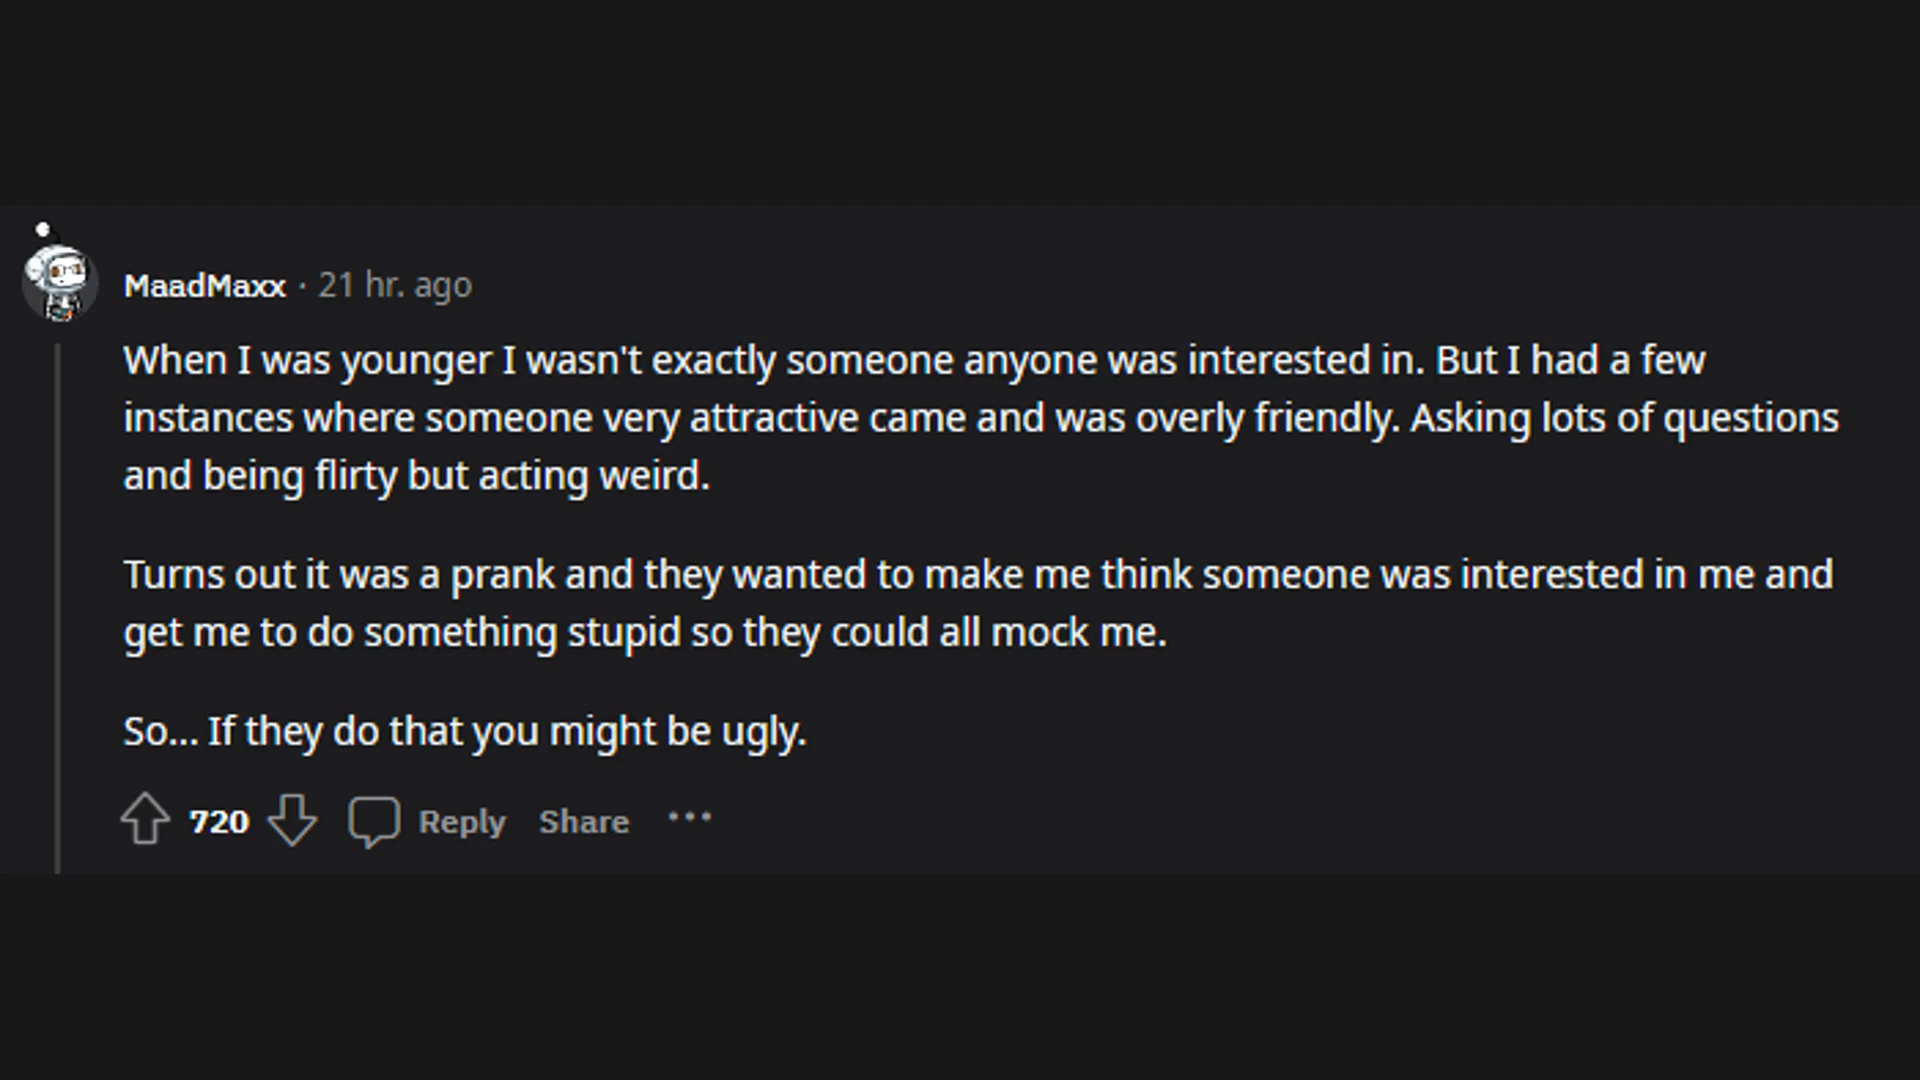 MaadMaxx · 21 hr. ago
When I was younger I wasn't exactly someone anyone was interested in. But I had a few
instances where someone very attractive came and was overly friendly. Asking lots of questions
and being flirty but acting weird.
Turns out it was a prank and they wanted to make me think someone was interested in me and
get me to do something stupid so they could all mock me.
So... If they do that you might be ugly.
720 Reply Share ...